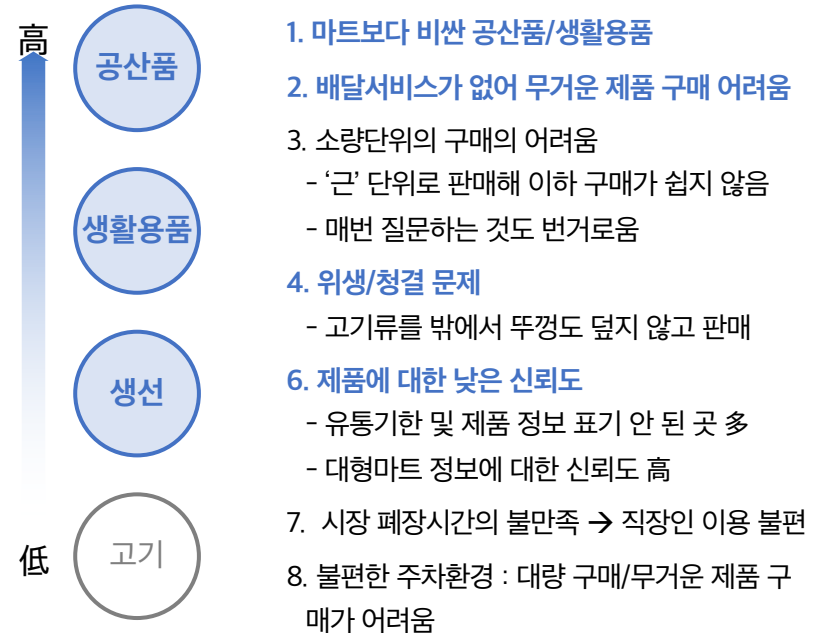 高
공산품
생활용품
생선
고기
低
1. 마트보다 비싼 공산품/생활용품
2. 배달서비스가 없어 무거운 제품 구매 어려움
3. 소량단위의 구매의 어려움
- ‘근’ 단위로 판매해 이하 구매가 쉽지 않음
- 매번 질문하는 것도 번거로움
4. 위생/청결 문제
- 고기류를 밖에서 뚜껑도 덮지 않고 판매
6. 제품에 대한 낮은 신뢰도
- 유통기한 및 제품 정보 표기 안 된 곳 多
- 대형마트 정보에 대한 신뢰도 高
7. 시장 폐장시간의 불만족 → 직장인 이용 불편
8. 불편한 주차환경 : 대량 구매/무거운 제품 구
매가 어려움